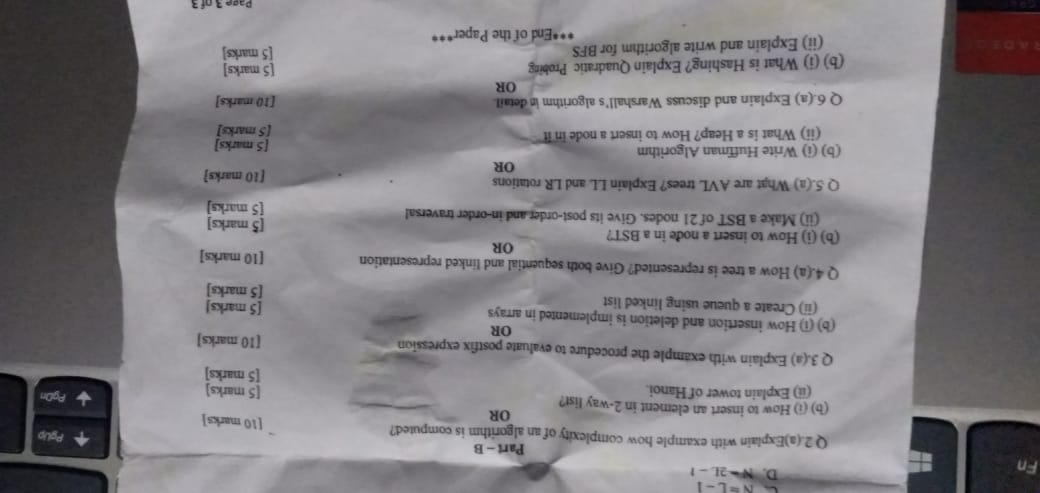 C. N=L-1
D. N=2L-1
Part-B
Q 2.(a)Explain with example how complexity of an algorithm is computed? [10 marks]
OR
(b) (i) How to insert an element in 2-way list? [5 marks]
(ii) Explain tower of Hanoi. [5 marks]
Q 3.(a) Explain with example the procedure to evaluate postfix expression [10 marks]
OR
(b) (i) How insertion and deletion is implemented in arrays [5 marks]
(ii) Create a queue using linked list [5 marks]
Q 4.(a) How a tree is represented? Give both sequential and linked representation [10 marks]
OR
(b) (i) How to insert a node in a BST? [5 marks]
(ii) Make a BST of 21 nodes. Give its post-order and in-order traversal [5 marks]
Q 5.(a) What are AVL trees? Explain LL and LR rotations [10 marks]
OR
(b) (i) Write Huffman Algorithm [5 marks]
(ii) What is a Heap? How to insert a node in it [5 marks]
Q 6.(a) Explain and discuss Warshall's algorithm in detail. [10 marks]
OR
(b) (i) What is Hashing? Explain Quadratic Probing [5 marks]
(ii) Explain and write algorithm for BFS [5 marks]
***End of the Paper***
Page 3 of 3
Fn
PgUp
PgDn